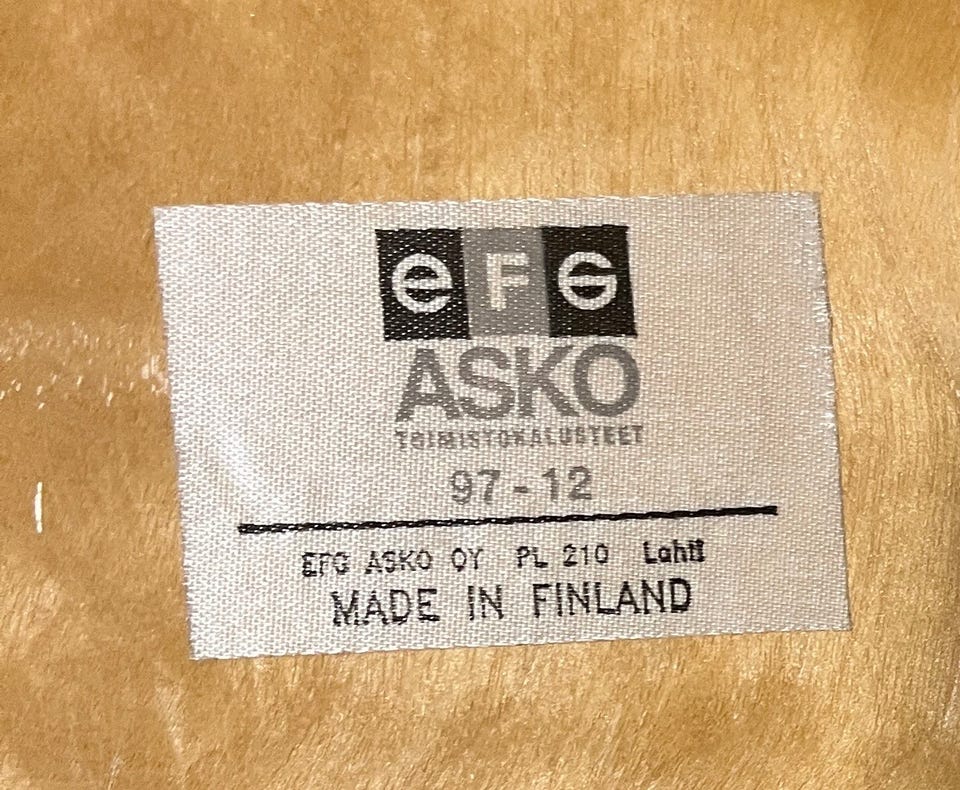 eFG
ASKO
TOIMISTOKALUSTEET
97-12
EFG ASKO OY PL 210 Lahti
MADE IN FINLAND